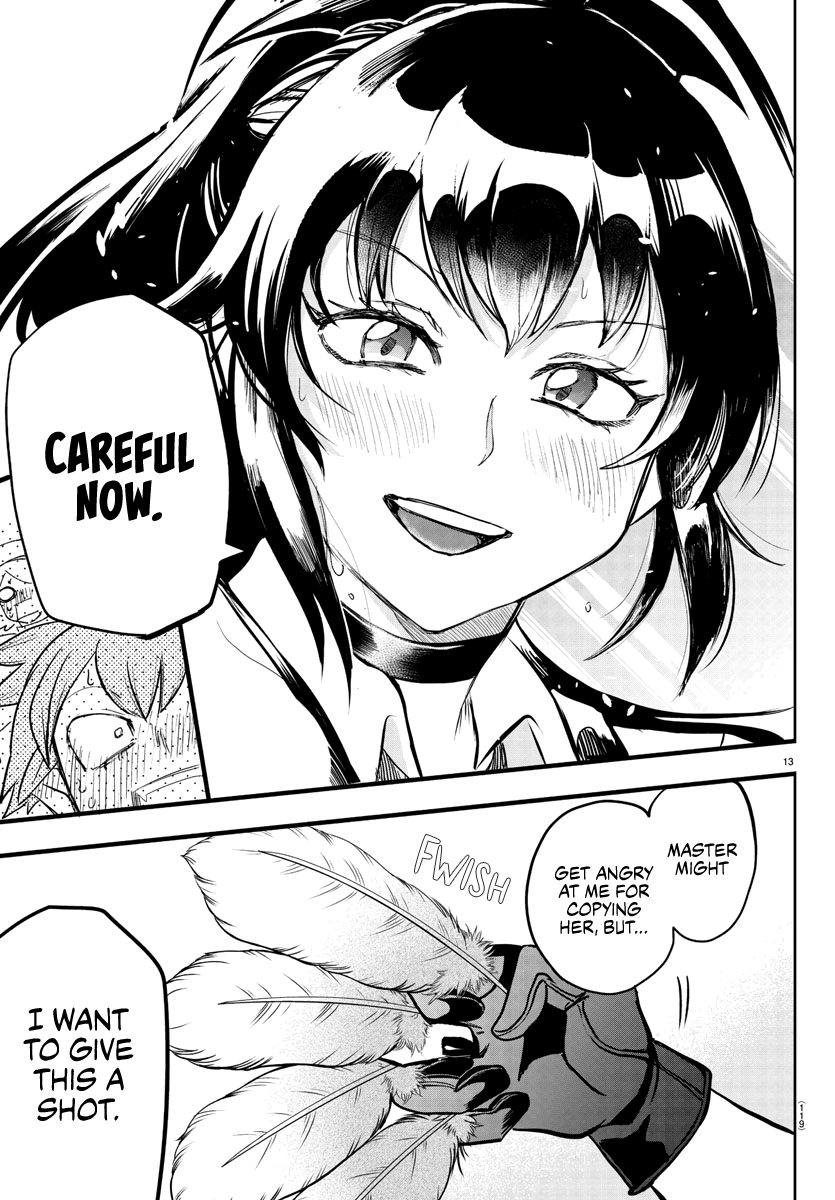 CAREFUL
NOW.
13
MASTER
MIGHT
GET ANGRY
AT ME FOR
COPYING
HER, BUT...
FWISH
I WANT
TO GIVE
THIS A
SHOT.
(119)